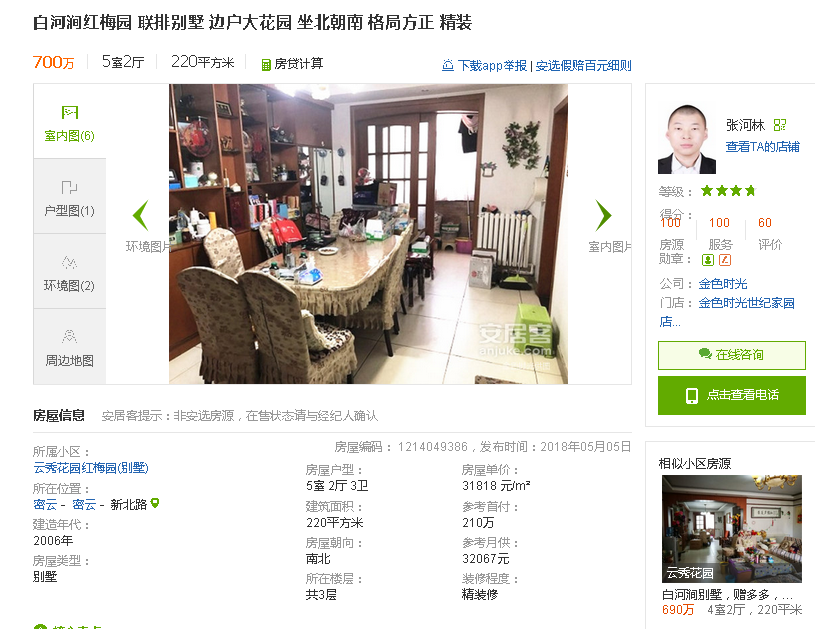 白河涧红梅园 联排别墅 边户大花园 坐北朝南 格局方正 精装
700万
5室2厅
220平方米
房贷计算
下载app举报 | 安选假赔百元细则
室内图(6)
户型图(1)
环境图(2)
周边地图
环境图片
室内图片
安居客
anjuke.com
张河林
查看TA的店铺
等级：
得分：
100 100 60
房源 服务 评价
勋章：
公司： 金色时光
门店： 金色时光世纪家园
店...
在线咨询
点击查看电话
房屋信息 安居客提示：非安选房源，在售状态请与经纪人确认
房屋编码： 1214049386，发布时间：2018年05月05日
所属小区：
云秀花园红梅园(别墅)
所在位置：
密云 - 密云 - 新北路
建造年代：
2006年
房屋类型：
别墅
房屋户型：
5室 2厅 3卫
建筑面积：
220平方米
房屋朝向：
南北
所在楼层：
共3层
房屋单价：
31818 元/m²
参考首付：
210万
参考月供：
32067元
装修程度：
精装修
相似小区房源
云秀花园
白河涧别墅，赠多多，...
690万 4室2厅，220平米